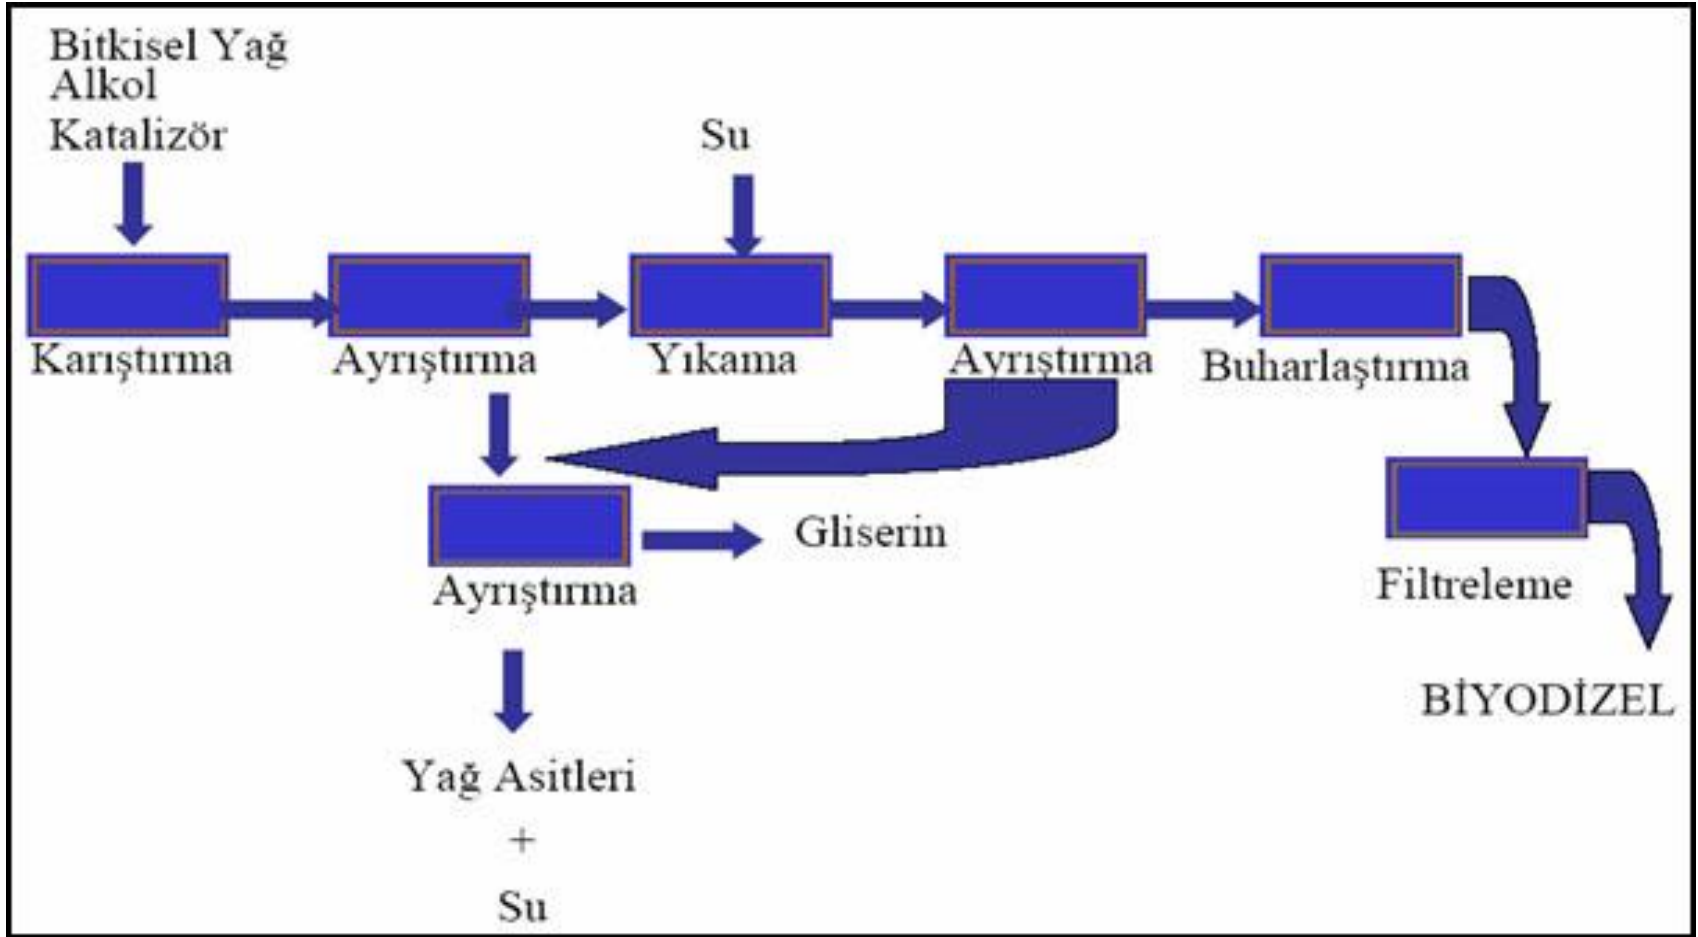 Bitkisel Yağ
Alkol
Katalizör
Su
Karıştırma
Ayrıştırma
Yıkama
Ayrıştırma
Buharlaştırma
Gliserin
Ayrıştırma
Filtreleme
BİYODİZEL
Yağ Asitleri
+
Su